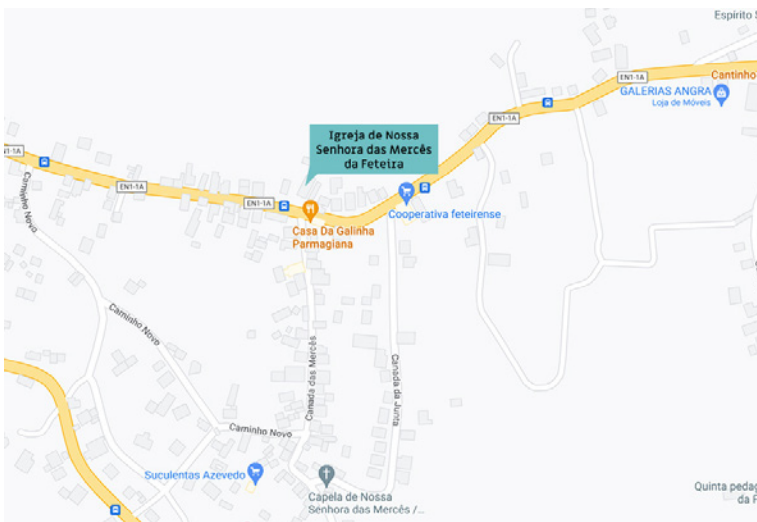 Espírito S
EN1-1A
Cantinho
GALERIAS ANGRA
Loja de Móveis
EN1-1A
Igreja de Nossa
Senhora das Mercês
da Feteira
N1-1A
EN1-1A
EN1-1A
Cooperativa feteirense
Casa Da Galinha
Parmagiana
Caminho Novo
Caminho Novo
Canada das Mercês
Canada da Junta
Caminho Novo
Suculentas Azevedo
Capela de Nossa
Senhora das Mercês /...
Quinta pedag
da F